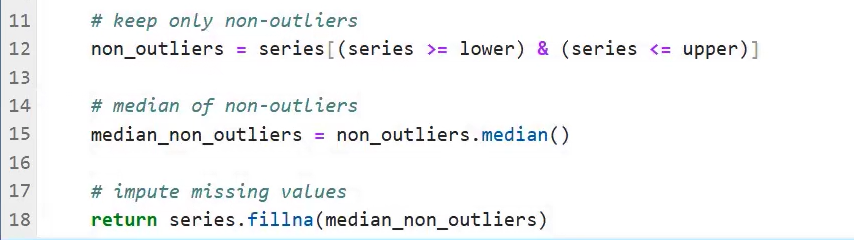 11 # keep only non-outliers
12 non_outliers = series[(series >= lower) & (series <= upper)]
13
14 # median of non-outliers
15 median_non_outliers = non_outliers.median()
16
17 # impute missing values
18 return series.fillna(median_non_outliers)